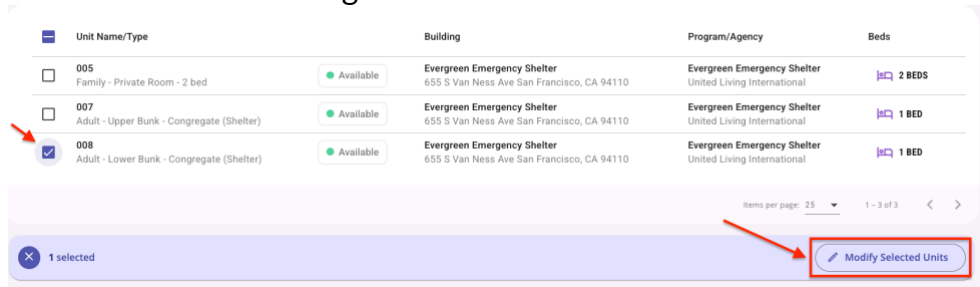 Unit Name/Type Building Program/Agency Beds
005 Evergreen Emergency Shelter Evergreen Emergency Shelter
Family - Private Room - 2 bed Available 655 S Van Ness Ave San Francisco, CA 94110 United Living International 2 BEDS
007 Evergreen Emergency Shelter Evergreen Emergency Shelter
Adult - Upper Bunk - Congregate (Shelter) Available 655 S Van Ness Ave San Francisco, CA 94110 United Living International 1 BED
008 Evergreen Emergency Shelter Evergreen Emergency Shelter
Adult - Lower Bunk - Congregate (Shelter) Available 655 S Van Ness Ave San Francisco, CA 94110 United Living International 1 BED
Items per page: 25 1 – 3 of 3
1 selected Modify Selected Units